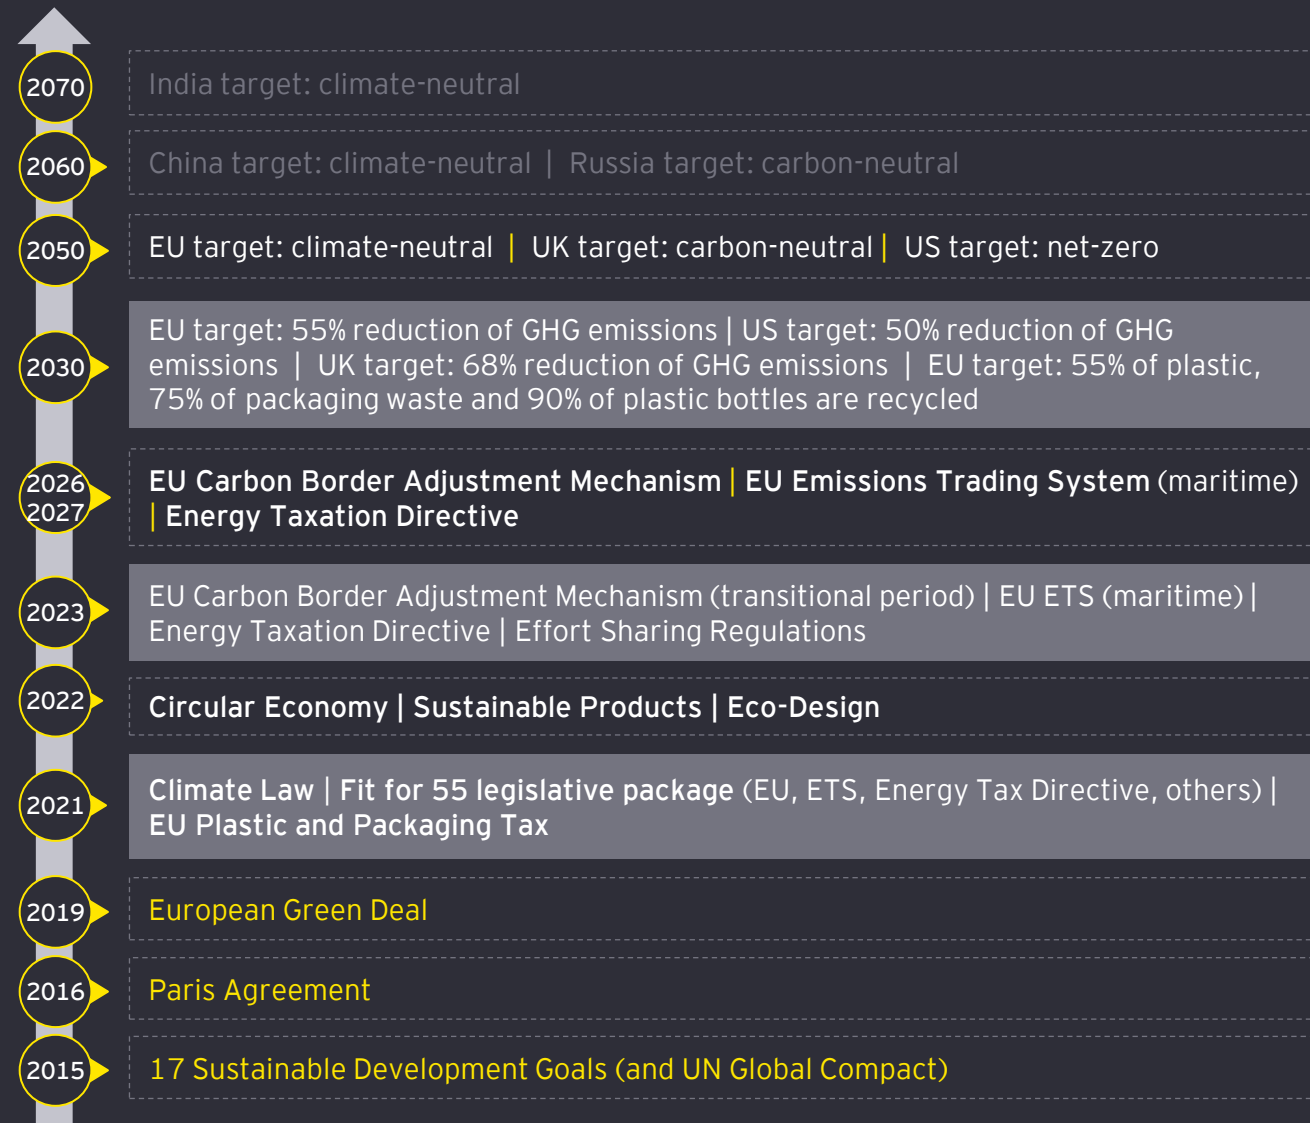 2070
India target: climate-neutral
2060
China target: climate-neutral | Russia target: carbon-neutral
2050
EU target: climate-neutral | UK target: carbon-neutral | US target: net-zero
2030
EU target: 55% reduction of GHG emissions | US target: 50% reduction of GHG
emissions | UK target: 68% reduction of GHG emissions | EU target: 55% of plastic,
75% of packaging waste and 90% of plastic bottles are recycled
2026
2027
EU Carbon Border Adjustment Mechanism | EU Emissions Trading System (maritime)
| Energy Taxation Directive
2023
EU Carbon Border Adjustment Mechanism (transitional period) | EU ETS (maritime) |
Energy Taxation Directive | Effort Sharing Regulations
2022
Circular Economy | Sustainable Products | Eco-Design
2021
Climate Law | Fit for 55 legislative package (EU, ETS, Energy Tax Directive, others) |
EU Plastic and Packaging Tax
2019
European Green Deal
2016
Paris Agreement
2015
17 Sustainable Development Goals (and UN Global Compact)